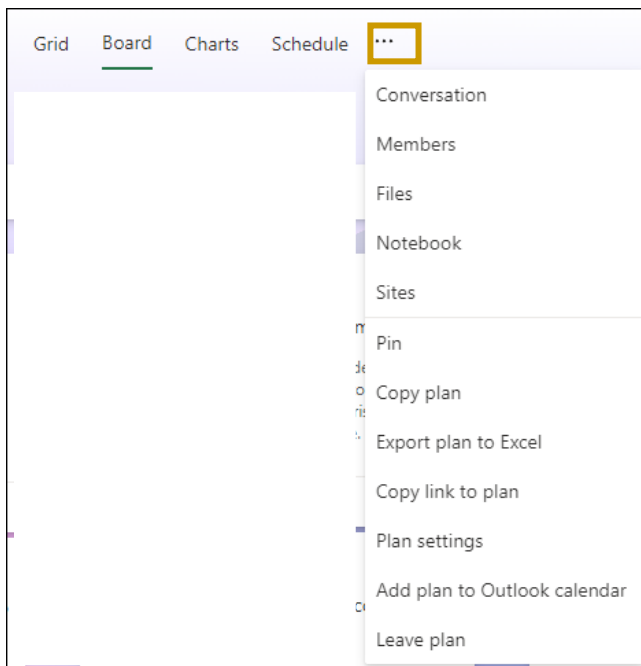 Grid Board Charts Schedule ...
Conversation
Members
Files
Notebook
Sites
Pin
Copy plan
Export plan to Excel
Copy link to plan
Plan settings
Add plan to Outlook calendar
Leave plan